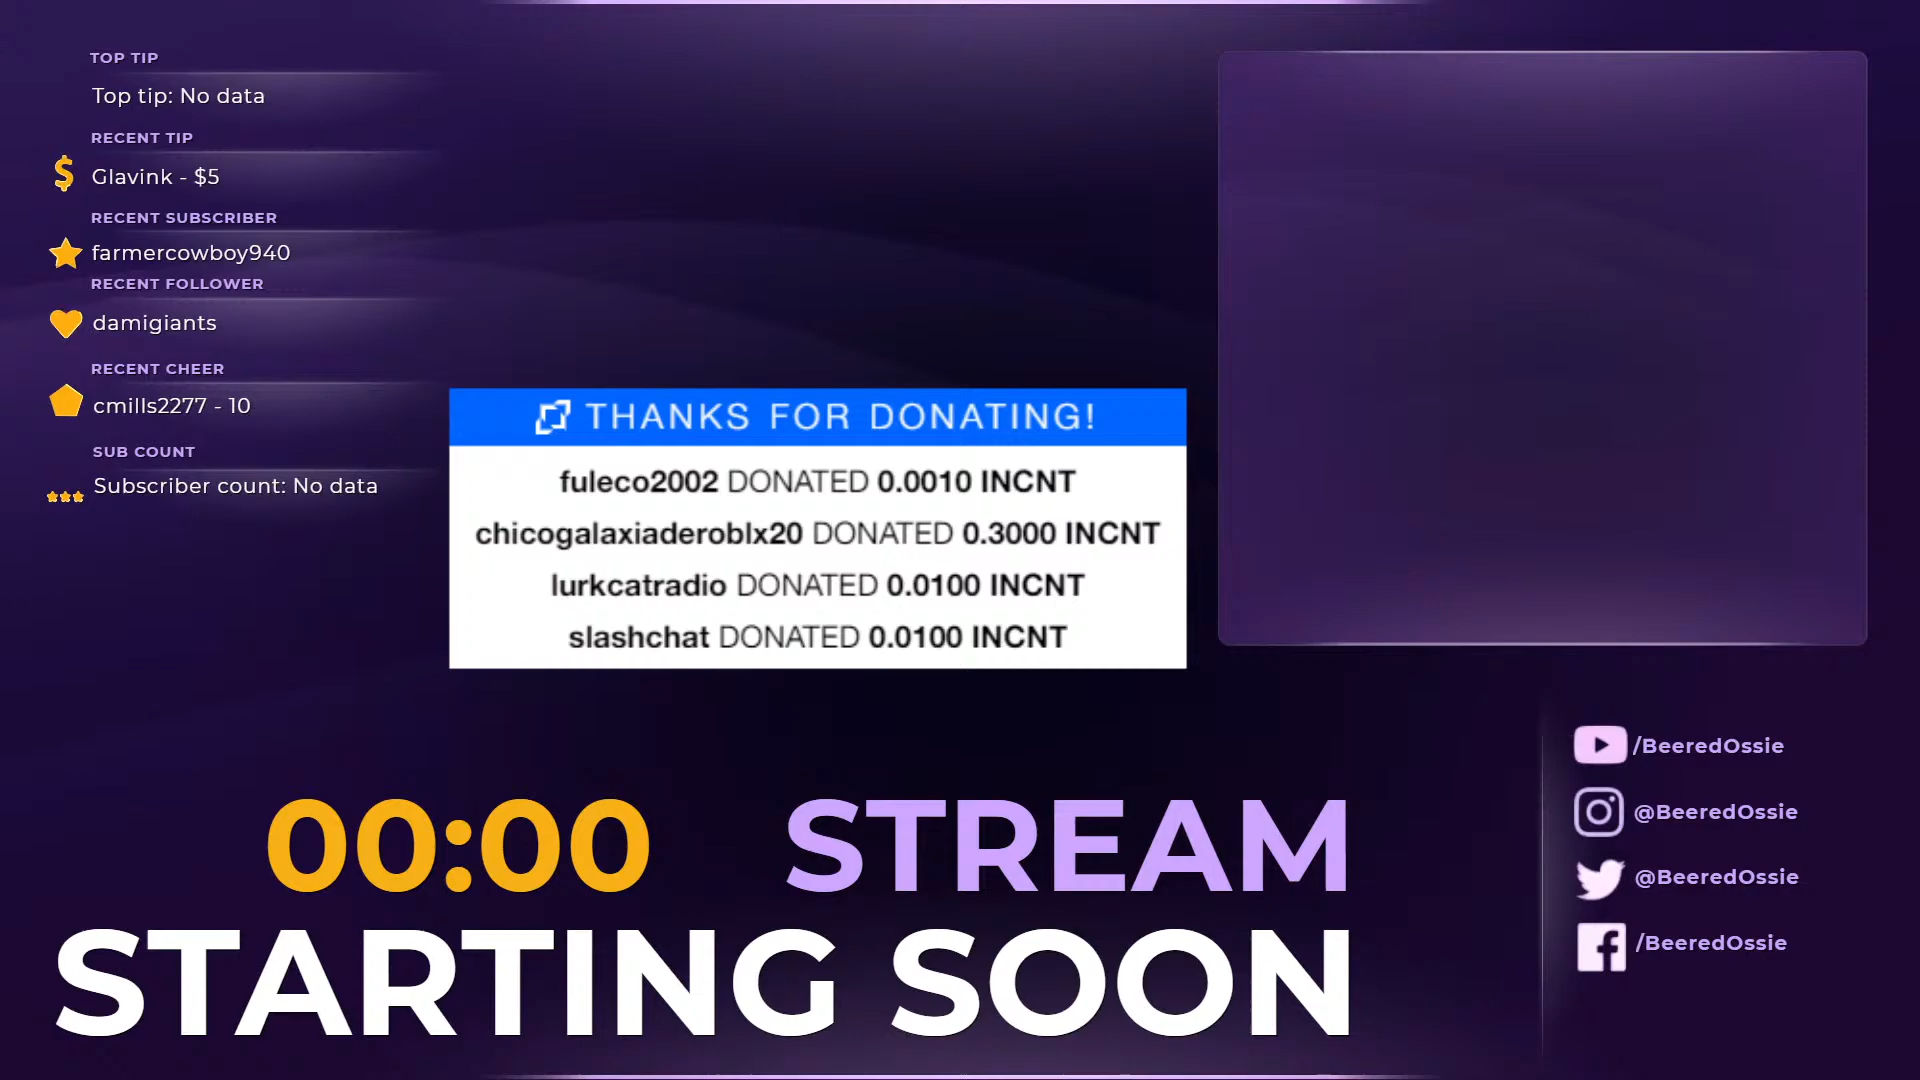 TOP TIP
Top tip: No data
RECENT TIP
Glavink - $5
RECENT SUBSCRIBER
farmercowboy940
RECENT FOLLOWER
damigiants
RECENT CHEER
cmills2277 - 10
SUB COUNT
Subscriber count: No data
THANKS FOR DONATING!
fuleco2002 DONATED 0.0010 INCNT
chicogalaxiaderoblx20 DONATED 0.3000 INCNT
lurkcatradio DONATED 0.0100 INCNT
slashchat DONATED 0.0100 INCNT
00:00 STREAM
STARTING SOON
/BeeredOssie
@BeeredOssie
@BeeredOssie
/BeeredOssie